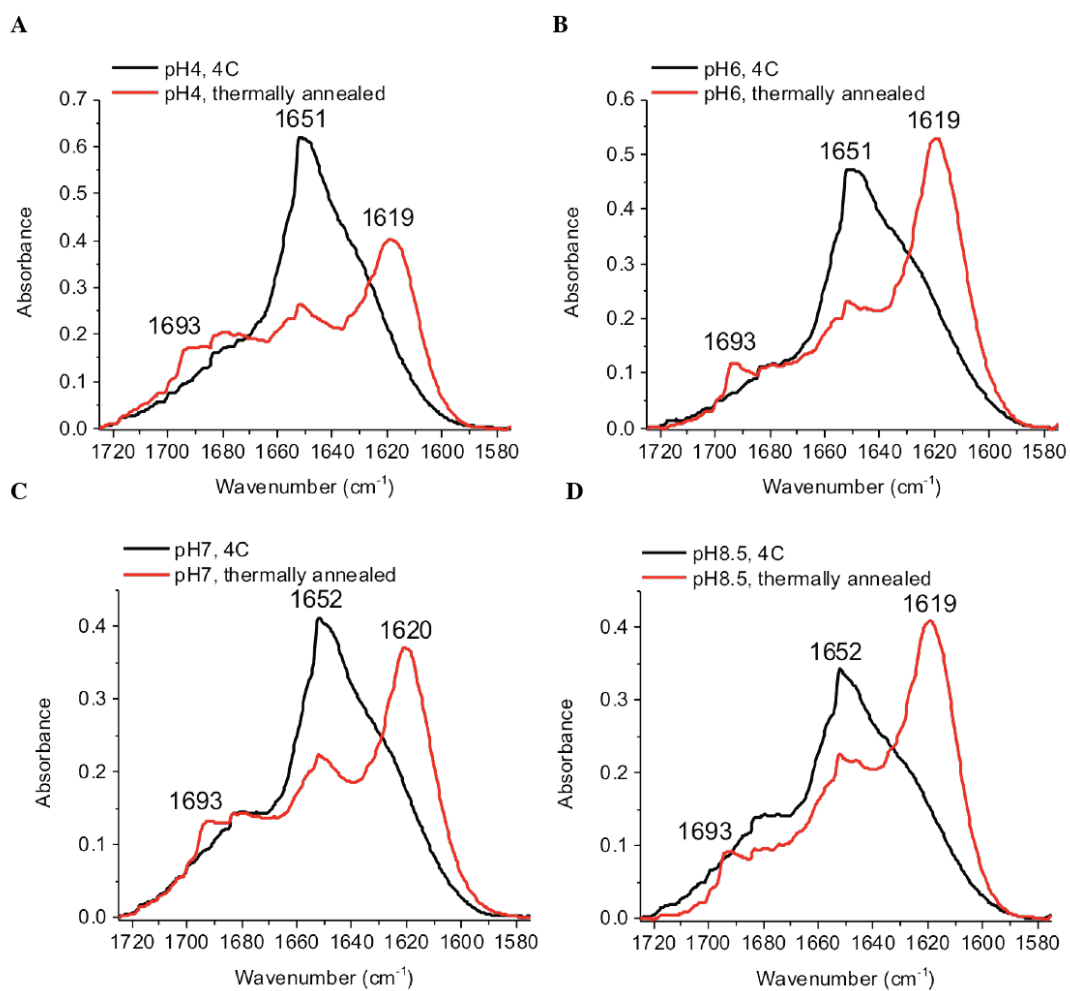 A
pH4, 4C
pH4, thermally annealed
0.7
0.6
0.5
0.4
0.3
0.2
0.1
0.0
Absorbance
1651
1619
1693
1720 1700 1680 1660 1640 1620 1600 1580
Wavenumber (cm⁻¹)
B
pH6, 4C
pH6, thermally annealed
0.6
0.5
0.4
0.3
0.2
0.1
0.0
Absorbance
1651
1619
1693
1720 1700 1680 1660 1640 1620 1600 1580
Wavenumber (cm⁻¹)
C
pH7, 4C
pH7, thermally annealed
0.4
0.3
0.2
0.1
0.0
Absorbance
1652
1620
1693
1720 1700 1680 1660 1640 1620 1600 1580
Wavenumber (cm⁻¹)
D
pH8.5, 4C
pH8.5, thermally annealed
0.4
0.3
0.2
0.1
0.0
Absorbance
1652
1619
1693
1720 1700 1680 1660 1640 1620 1600 1580
Wavenumber (cm⁻¹)